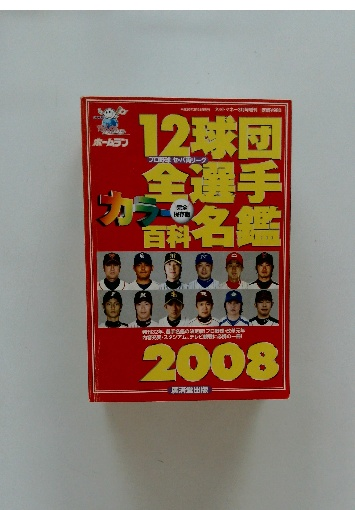 ホームラン
12球団
プロ野球 セ・パ両リーグ
全選手
カラー
完全
保存版
百科名鑑
2008
廣済堂出版